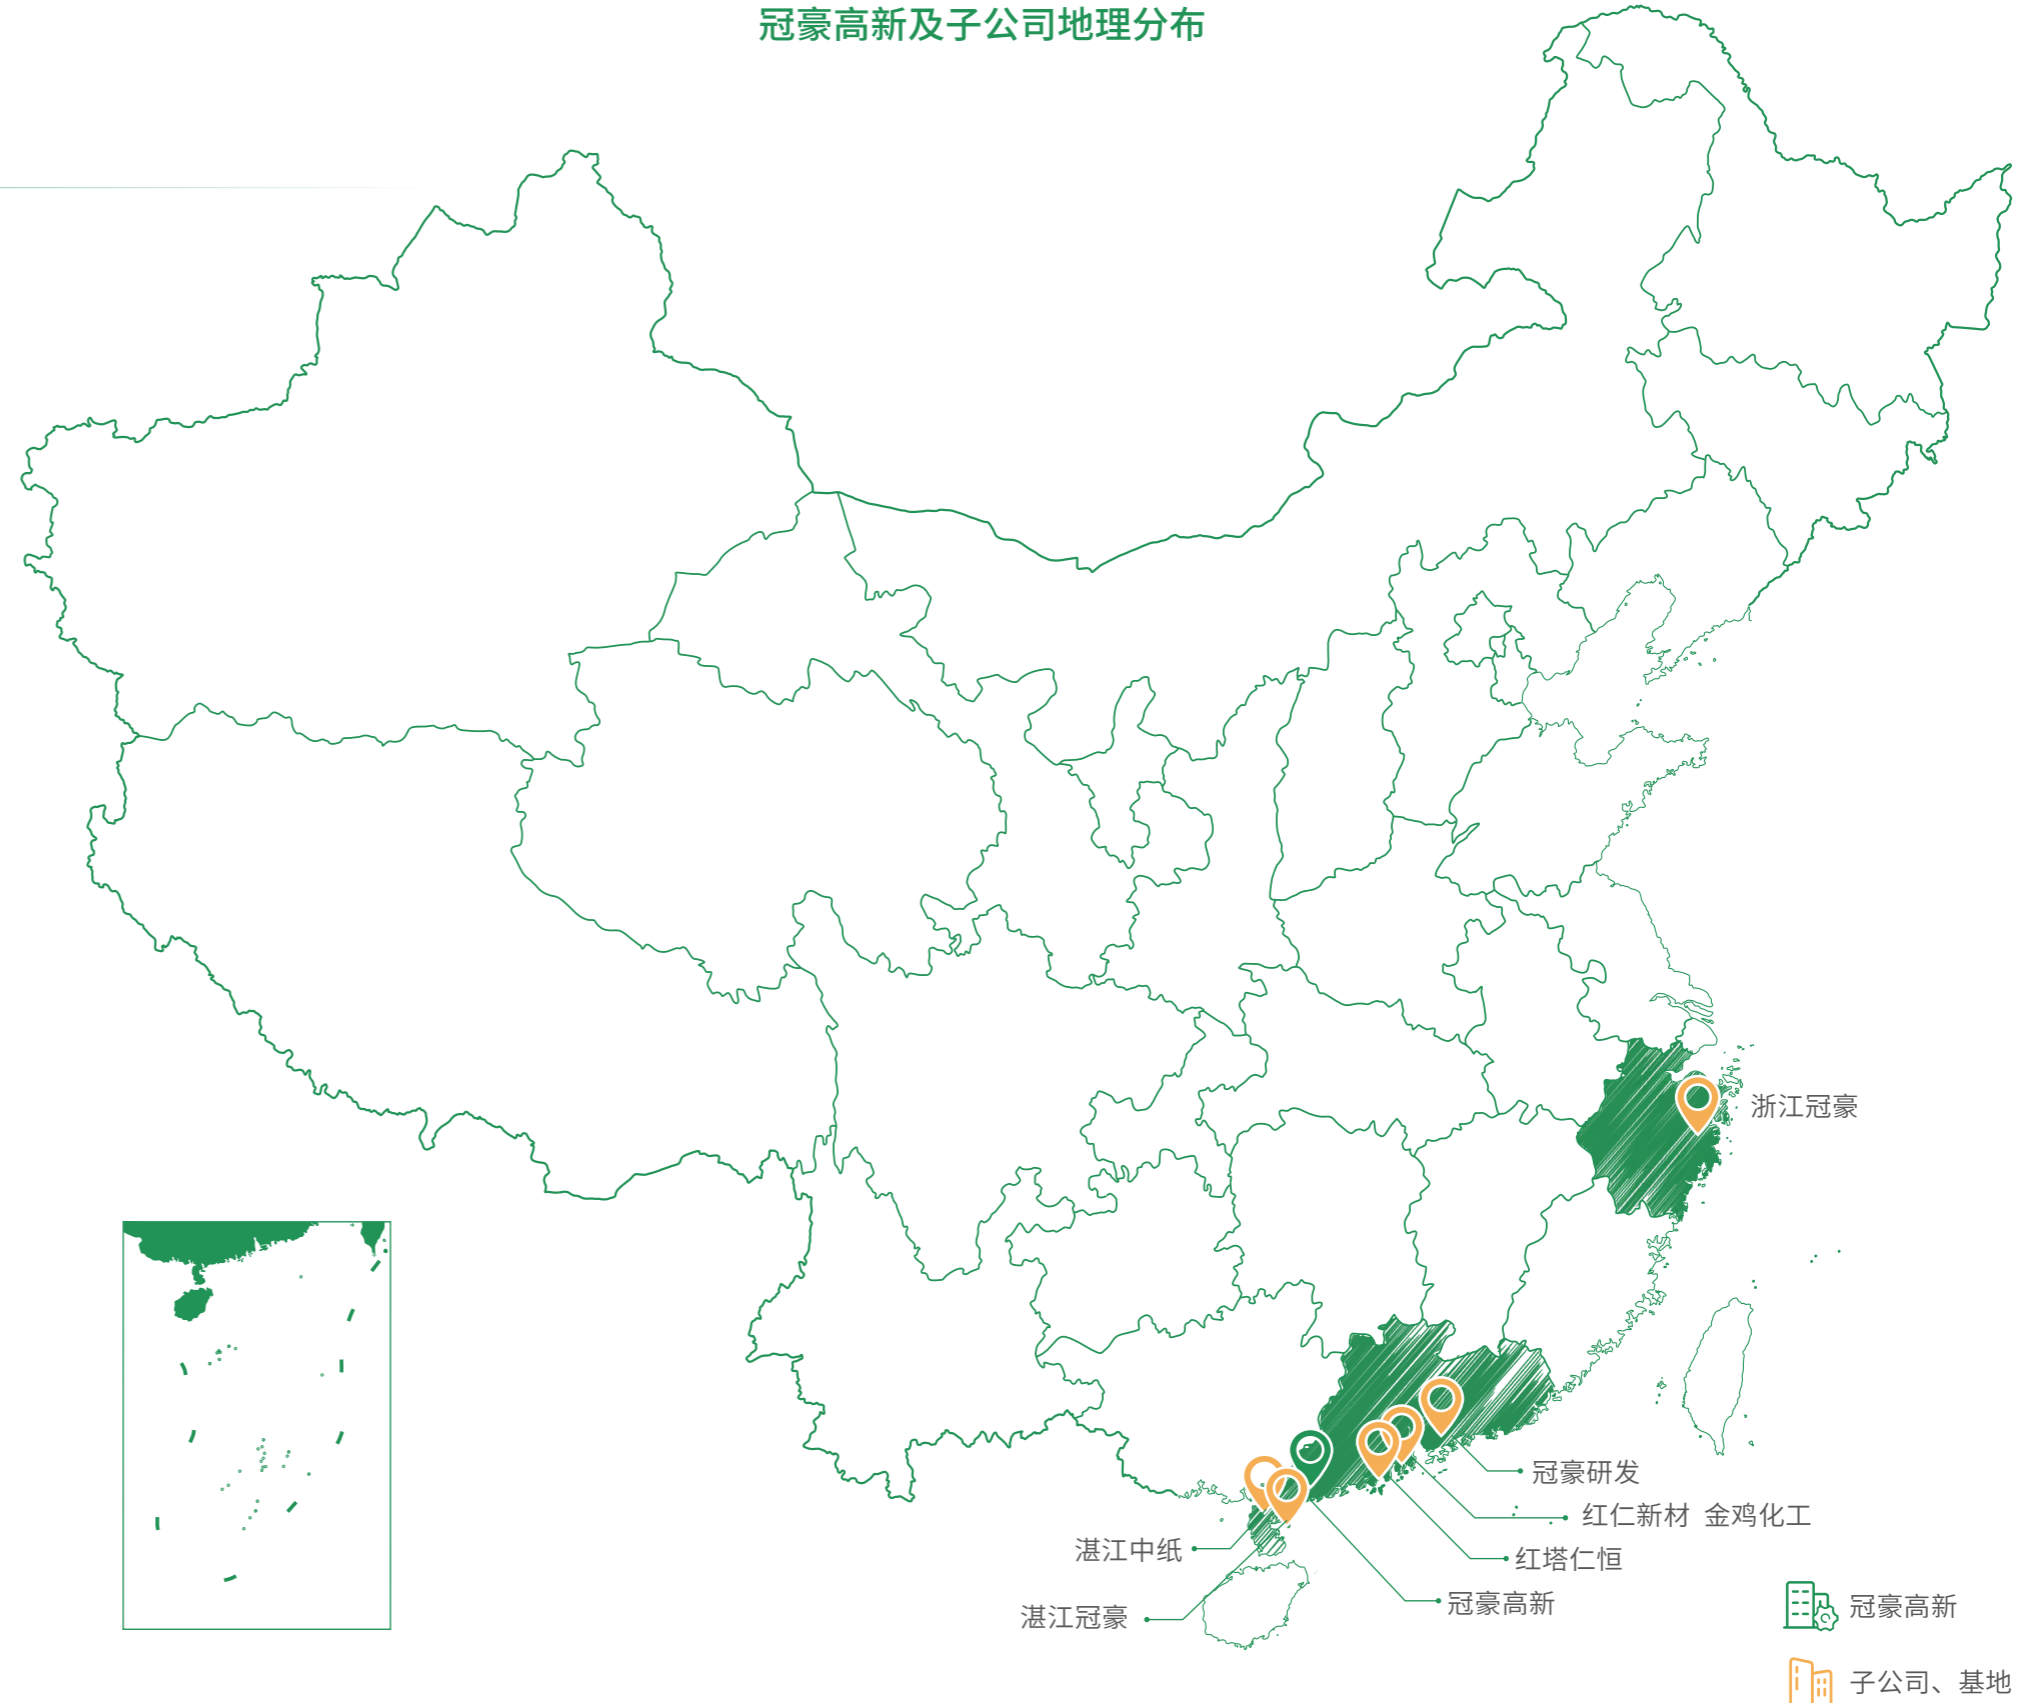 冠豪高新及子公司地理分布
浙江冠豪
冠豪研发
红仁新材 金鸡化工
湛江中纸
红塔仁恒
冠豪高新
湛江冠豪
冠豪高新
子公司、基地